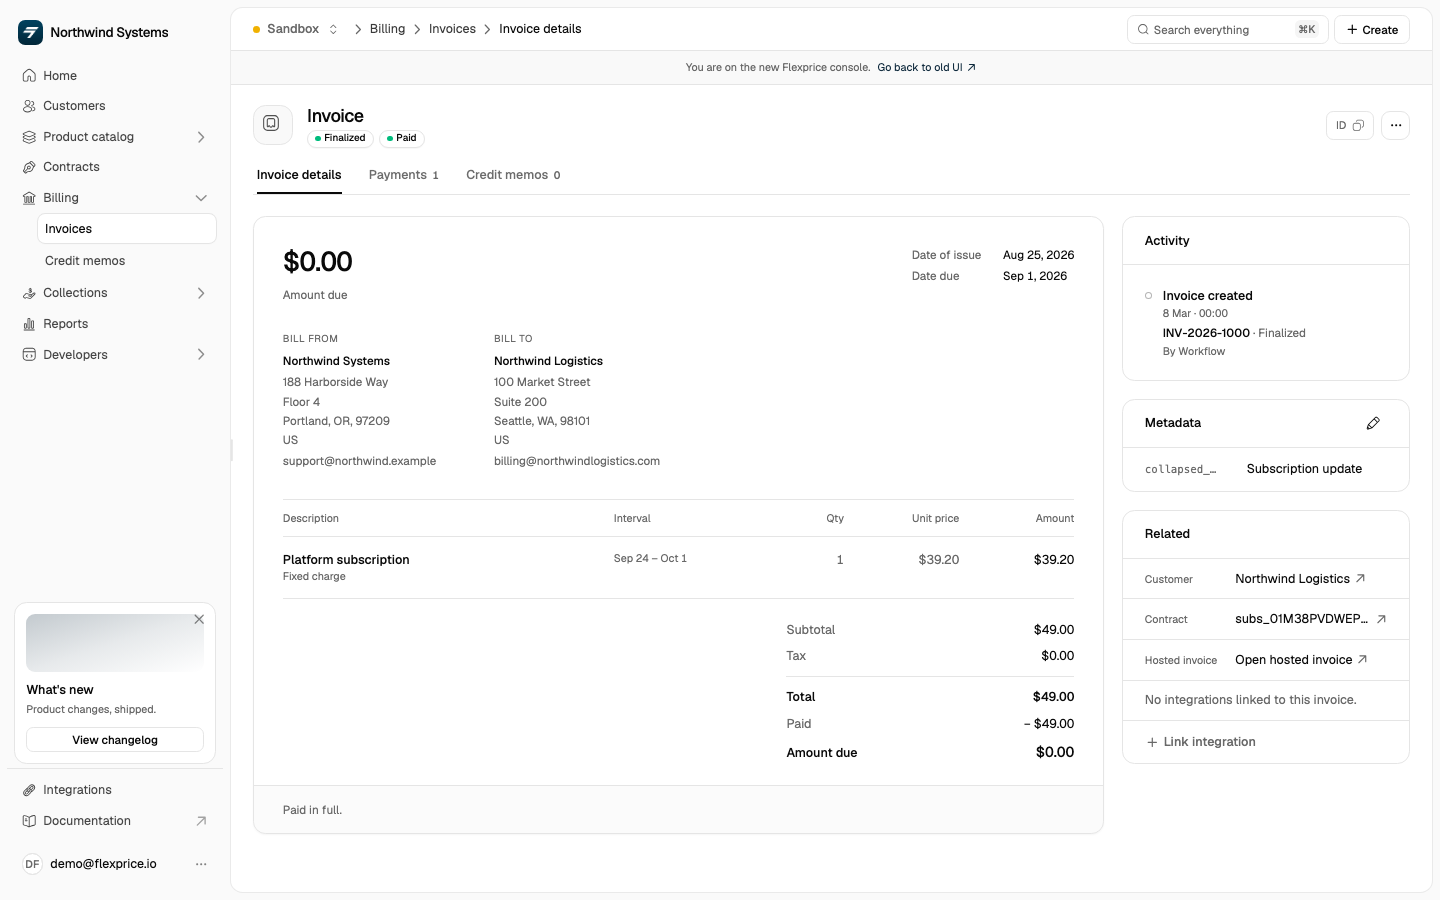 Northwind Systems
Sandbox
Billing
Invoices
Invoice details
Search everything
⌘K
+ Create
Home
Customers
Product catalog
Contracts
Billing
Invoices
Credit memos
Collections
Reports
Developers
What's new
Product changes, shipped.
View changelog
Integrations
Documentation
DF
demo@flexprice.io
You are on the new Flexprice console. Go back to old UI
Invoice
Finalized
Paid
ID
Invoice details
Payments 1
Credit memos 0
$0.00
Amount due
Date of issue Aug 25, 2026
Date due Sep 1, 2026
BILL FROM
Northwind Systems
188 Harborside Way
Floor 4
Portland, OR, 97209
US
support@northwind.example
BILL TO
Northwind Logistics
100 Market Street
Suite 200
Seattle, WA, 98101
US
billing@northwindlogistics.com
Description Interval Qty Unit price Amount
Platform subscription Sep 24 – Oct 1 1 $39.20 $39.20
Fixed charge
Subtotal $49.00
Tax $0.00
Total $49.00
Paid – $49.00
Amount due $0.00
Paid in full.
Activity
Invoice created
8 Mar · 00:00
INV-2026-1000 · Finalized
By Workflow
Metadata
collapsed_… Subscription update
Related
Customer Northwind Logistics
Contract subs_01M38PVDWEP...
Hosted invoice Open hosted invoice
No integrations linked to this invoice.
+ Link integration